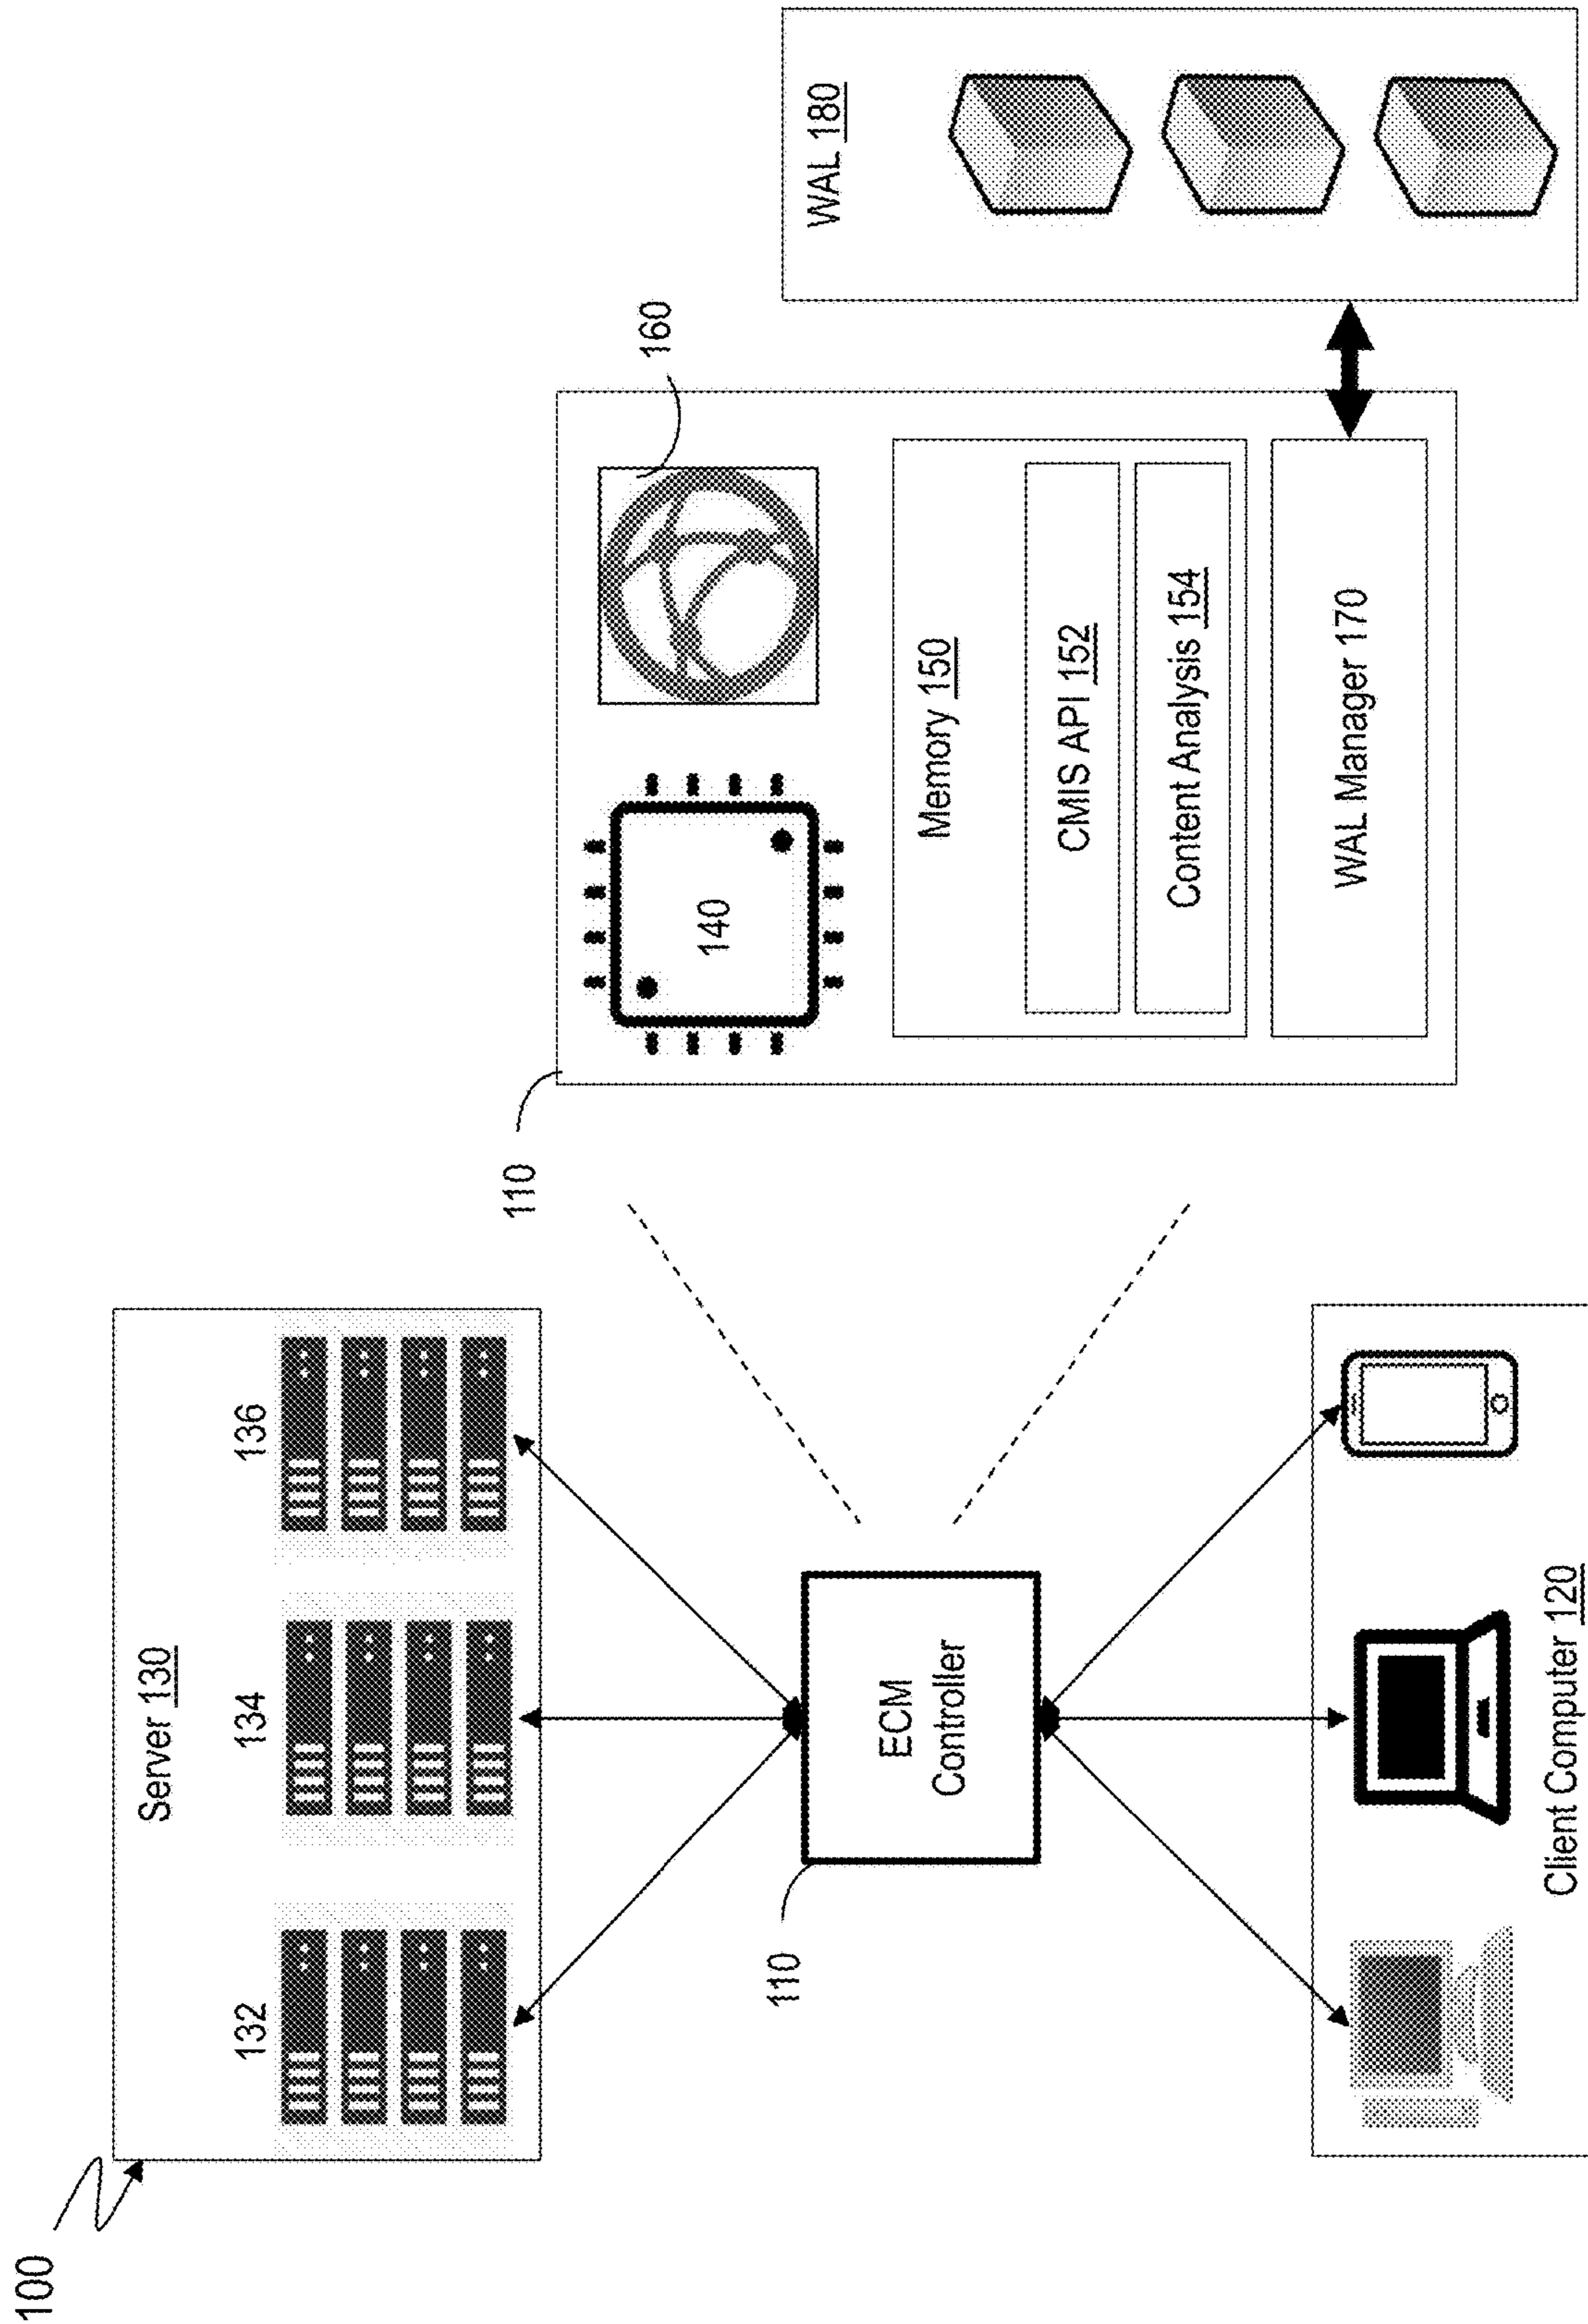 100
Server 130
132
134
136
110
ECM
Controller
Client Computer 120
110
140
160
Memory 150
CMIS API 152
Content Analysis 154
WAL Manager 170
WAL 180